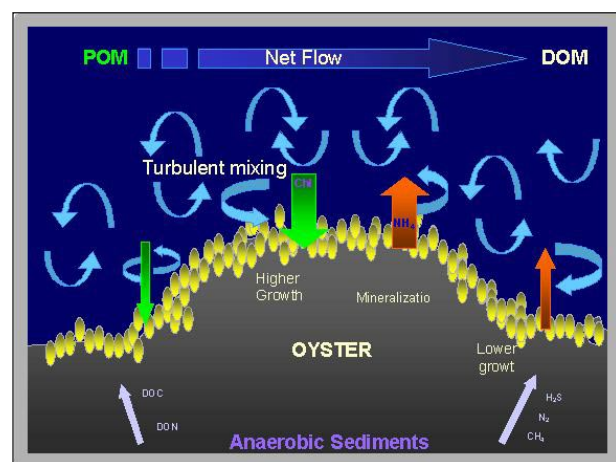 POM
Net Flow
DOM
Turbulent mixing
Chl
NH₄
Higher
Growth
Mineralizatio
OYSTER
Lower
growt
DOC
DON
H₂S
N₂
CH₄
Anaerobic Sediments